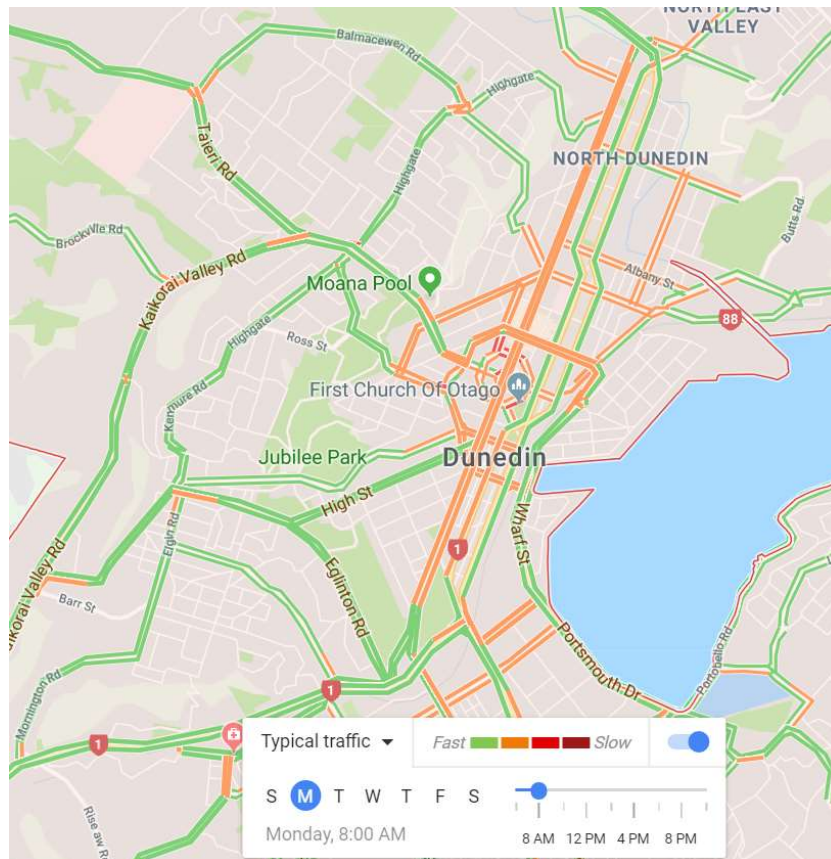 NORTH EAST
VALLEY
Balmacewen Rd
Highgate
Taieri Rd
Highgate
NORTH DUNEDIN
Butts Rd
Brockville Rd
Kaikorai Valley Rd
Moana Pool
Albany St
88
Highgate
Ross St
Kenmure Rd
First Church Of Otago
Jubilee Park
Dunedin
High St
Wharf St
Elgin Rd
1
Kaikorai Valley Rd
Eglinton Rd
Barr St
Portsmouth Dr
Portobello Rd
Mornington Rd
1
1
Rise aw Rd
Typical traffic
Fast
Slow
S M T W T F S
Monday, 8:00 AM
8 AM 12 PM 4 PM 8 PM